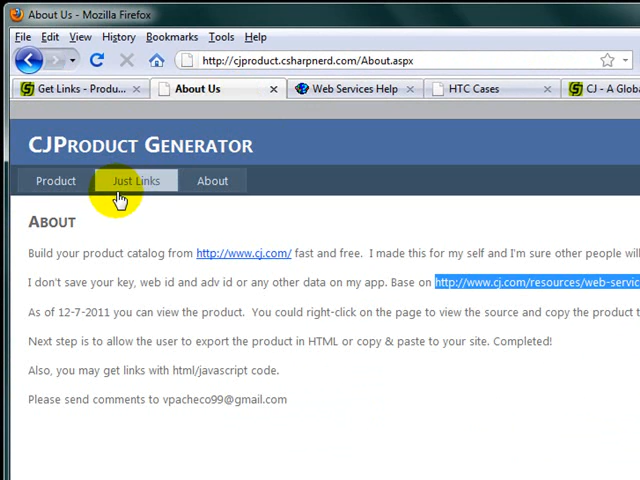 About Us - Mozilla Firefox
File Edit View History Bookmarks Tools Help
http://cjproduct.csharpnerd.com/About.aspx
Get Links - Produ... About Us Web Services Help HTC Cases CJ - A Globa
CJProduct Generator
Product Just Links About
About
Build your product catalog from http://www.cj.com/ fast and free. I made this for my self and I'm sure other people wil
I don't save your key, web id and adv id or any other data on my app. Base on http://www.cj.com/resources/web-servic
As of 12-7-2011 you can view the product. You could right-click on the page to view the source and copy the product t
Next step is to allow the user to export the product in HTML or copy & paste to your site. Completed!
Also, you may get links with html/javascript code.
Please send comments to vpacheco99@gmail.com